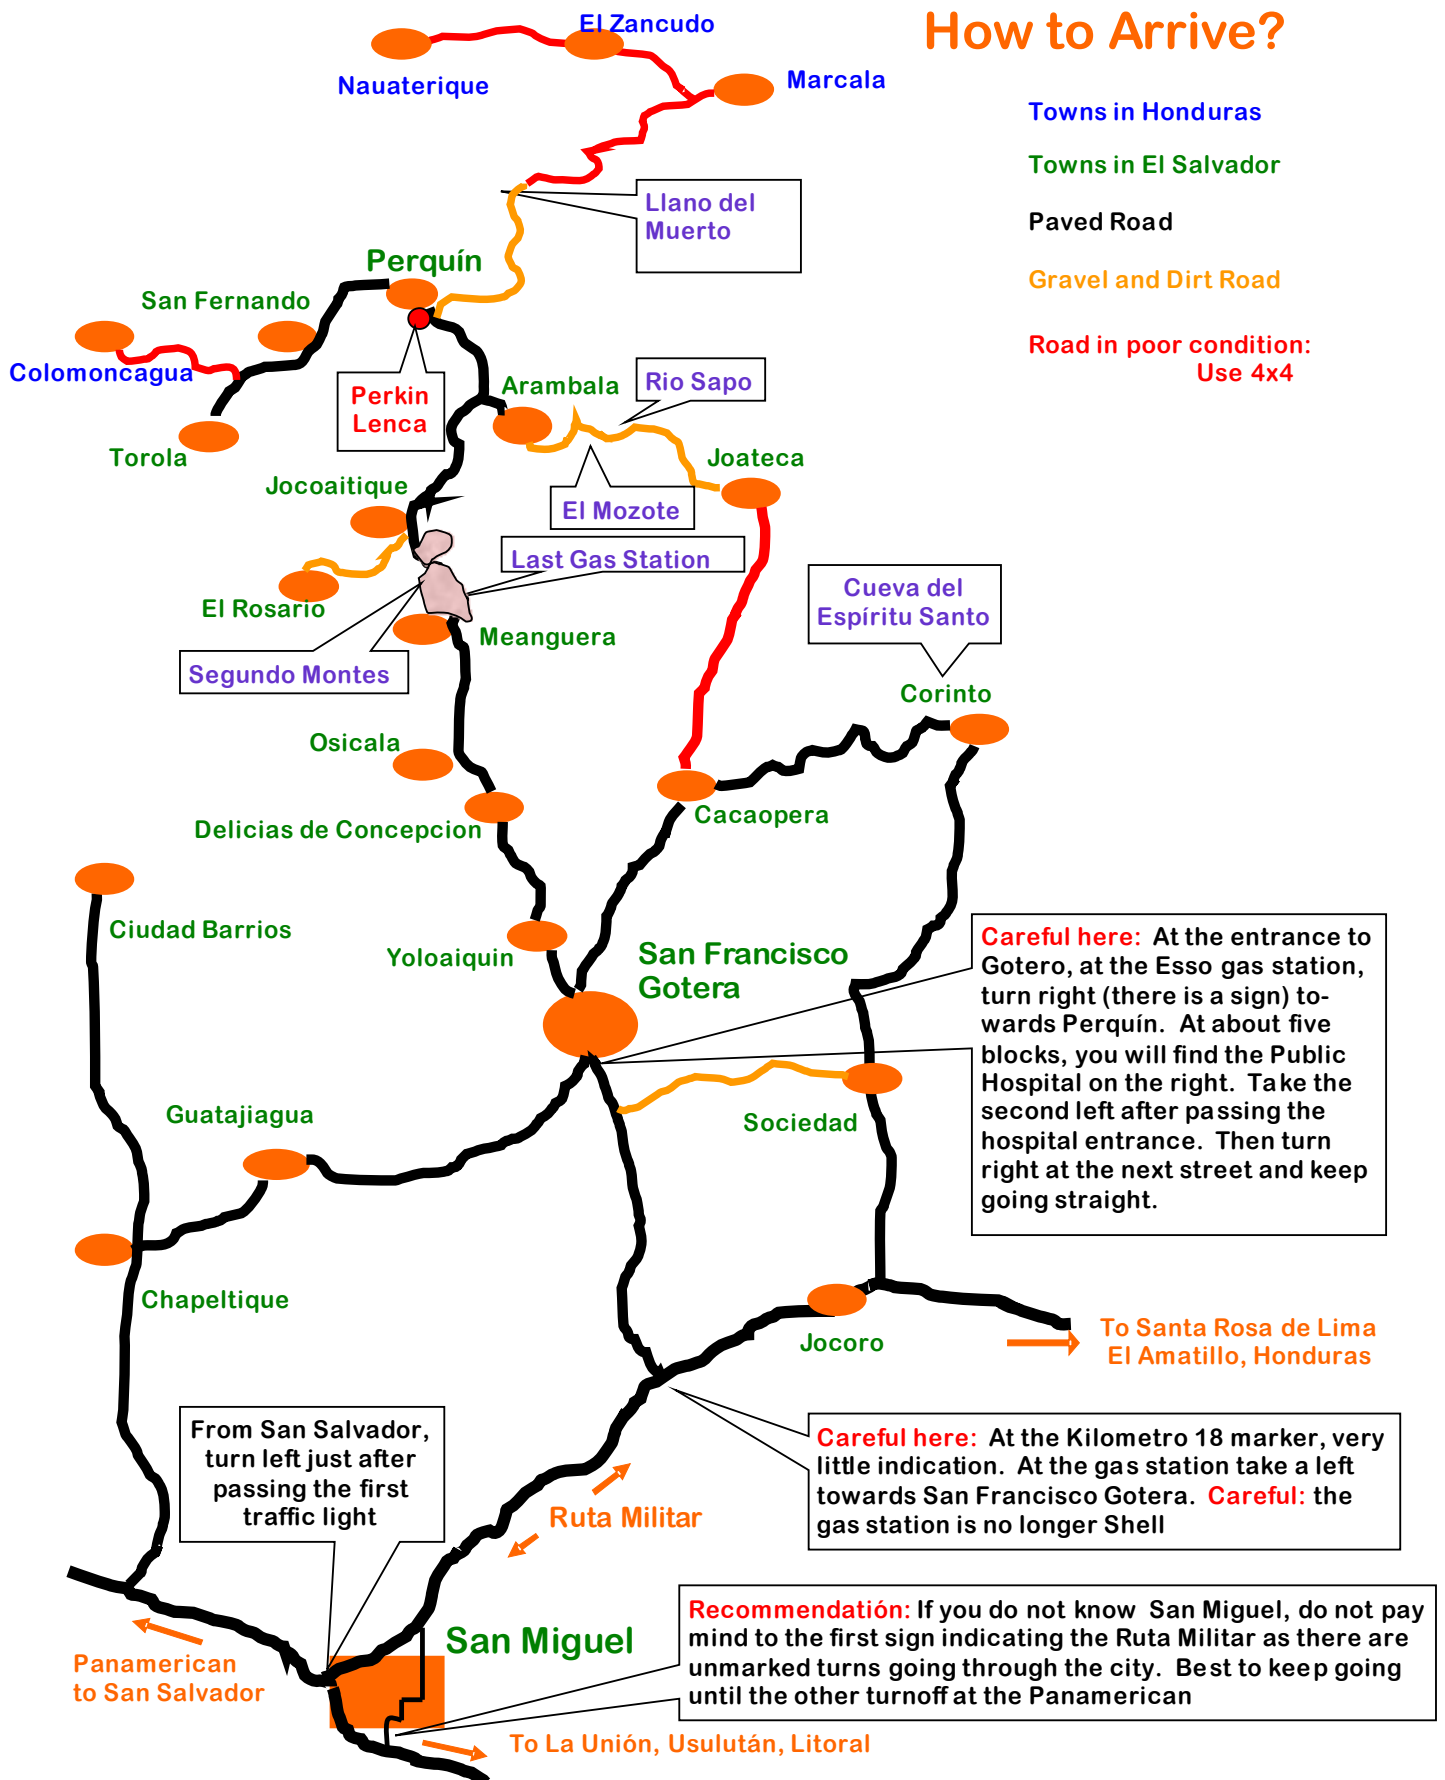 How to Arrive?
El Zancudo
Nauaterique
Marcala
Towns in Honduras
Towns in El Salvador
Paved Road
Gravel and Dirt Road
Road in poor condition:
Use 4x4
Llano del
Muerto
Perquín
San Fernando
Colomoncagua
Perkin
Lenca
Arambala
Rio Sapo
Torola
Joateca
Jocoaitique
El Mozote
Last Gas Station
Cueva del
Espíritu Santo
El Rosario
Meanguera
Segundo Montes
Corinto
Osicala
Cacaopera
Delicias de Concepcion
Ciudad Barrios
Yoloaiquin
San Francisco
Gotera
Careful here: At the entrance to
Gotero, at the Esso gas station,
turn right (there is a sign) to-
wards Perquín. At about five
blocks, you will find the Public
Hospital on the right. Take the
second left after passing the
hospital entrance. Then turn
right at the next street and keep
going straight.
Guatajiagua
Sociedad
Chapeltique
Jocoro
To Santa Rosa de Lima
El Amatillo, Honduras
From San Salvador,
turn left just after
passing the first
traffic light
Careful here: At the Kilometro 18 marker, very
little indication. At the gas station take a left
towards San Francisco Gotera. Careful: the
gas station is no longer Shell
Ruta Militar
San Miguel
Recommendatión: If you do not know San Miguel, do not pay
mind to the first sign indicating the Ruta Militar as there are
unmarked turns going through the city. Best to keep going
until the other turnoff at the Panamerican
Panamerican
to San Salvador
To La Unión, Usulután, Litoral